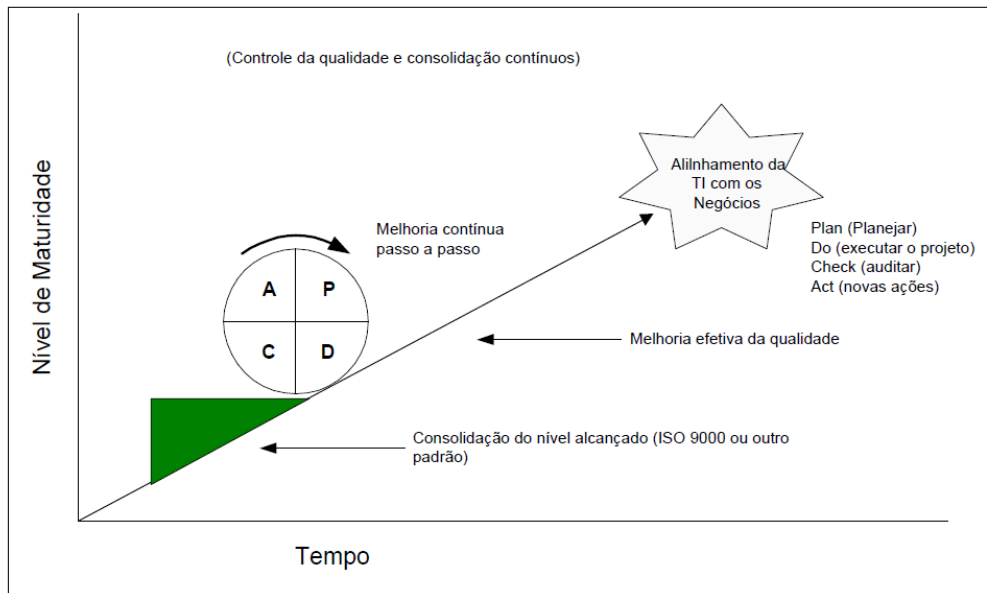 (Controle da qualidade e consolidação contínuos)
Nível de Maturidade
Alilnhamento da
TI com os
Negócios
Melhoria contínua
passo a passo
Plan (Planejar)
Do (executar o projeto)
Check (auditar)
Act (novas ações)
A P
C D
Melhoria efetiva da qualidade
Consolidação do nível alcançado (ISO 9000 ou outro
padrão)
Tempo